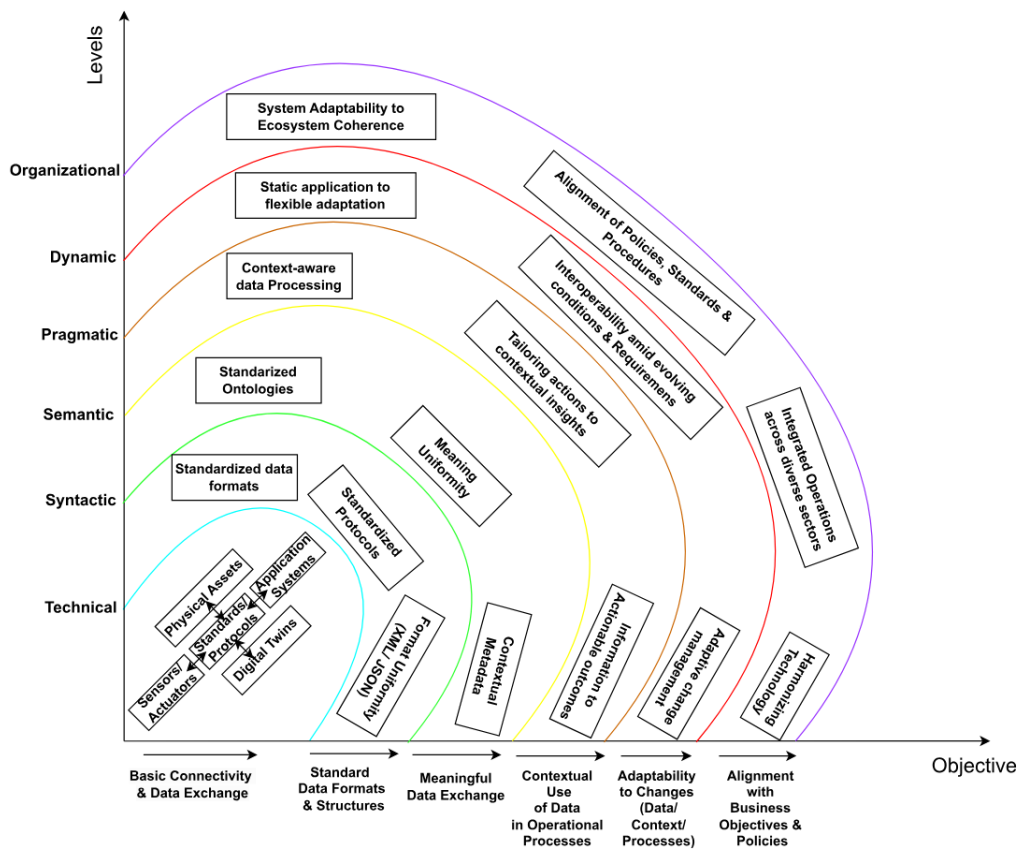 Levels
System Adaptability to
Ecosystem Coherence
Organizational
Static application to
flexible adaptation
Alignment of Policies, Standards &
Procedures
Dynamic
Context-aware
data Processing
Interoperability amid evolving
conditions & Requiremens
Pragmatic
Tailoring actions to
contextual insights
Standarized
Ontologies
Semantic
Meaning
Uniformity
Integrated Operations
across diverse sectors
Standardized data
formats
Syntactic
Standardized
Protocols
Technical
Physical Assets
Application
Systems
Standards/
Protocols
Digital Twins
Sensors/
Actuators
Format Uniformity
(XML/ JSON)
Contextual
Metadata
Information to
Actionable outcomes
Adaptive change
management
Harmonizing
Technology
Objective
Basic Connectivity
& Data Exchange
Standard
Data Formats
& Structures
Meaningful
Data Exchange
Contextual
Use
of Data
in Operational
Processes
Adaptability
to Changes
(Data/
Context/
Processes)
Alignment
with
Business
Objectives &
Policies